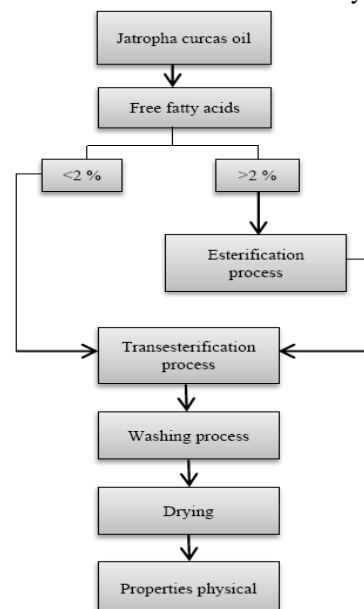 Jatropha curcas oil
Free fatty acids
<2 %
>2 %
Esterification
process
Transesterification
process
Washing process
Drying
Properties physical